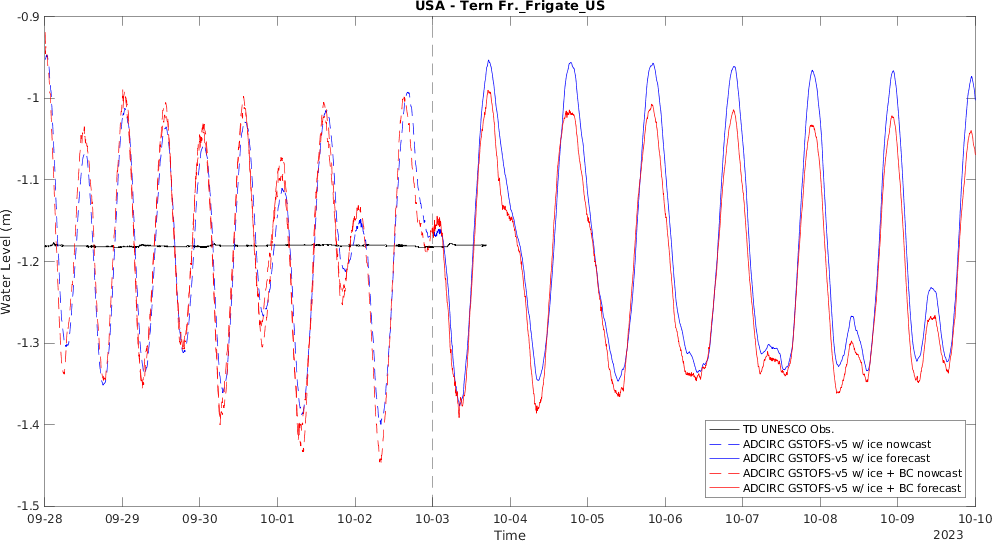 USA - Tern Fr._Frigate_US
Water Level (m)
-0.9
-1
-1.1
-1.2
-1.3
-1.4
-1.5
TD UNESCO Obs.
ADCIRC GSTOFS-v5 w/ ice nowcast
ADCIRC GSTOFS-v5 w/ ice forecast
ADCIRC GSTOFS-v5 w/ ice + BC nowcast
ADCIRC GSTOFS-v5 w/ ice + BC forecast
09-28 09-29 09-30 10-01 10-02 10-03 10-04 10-05 10-06 10-07 10-08 10-09 10-10
Time
2023